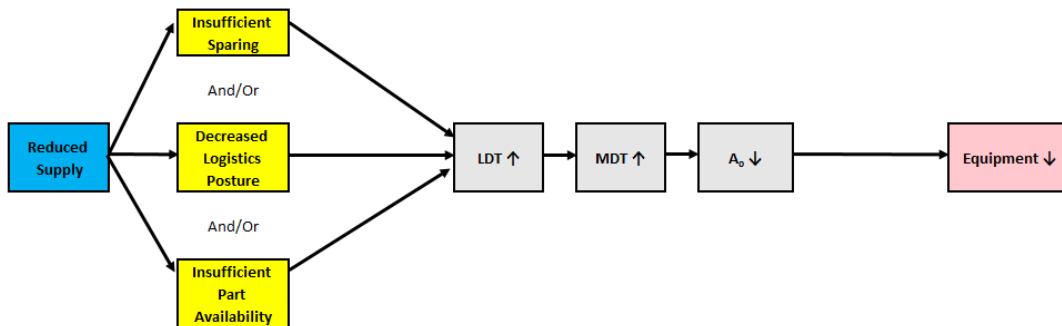 Insufficient
Sparing
And/Or
Reduced
Supply
Decreased
Logistics
Posture
LDT ↑
MDT ↑
Aₒ ↓
Equipment ↓
And/Or
Insufficient
Part
Availability